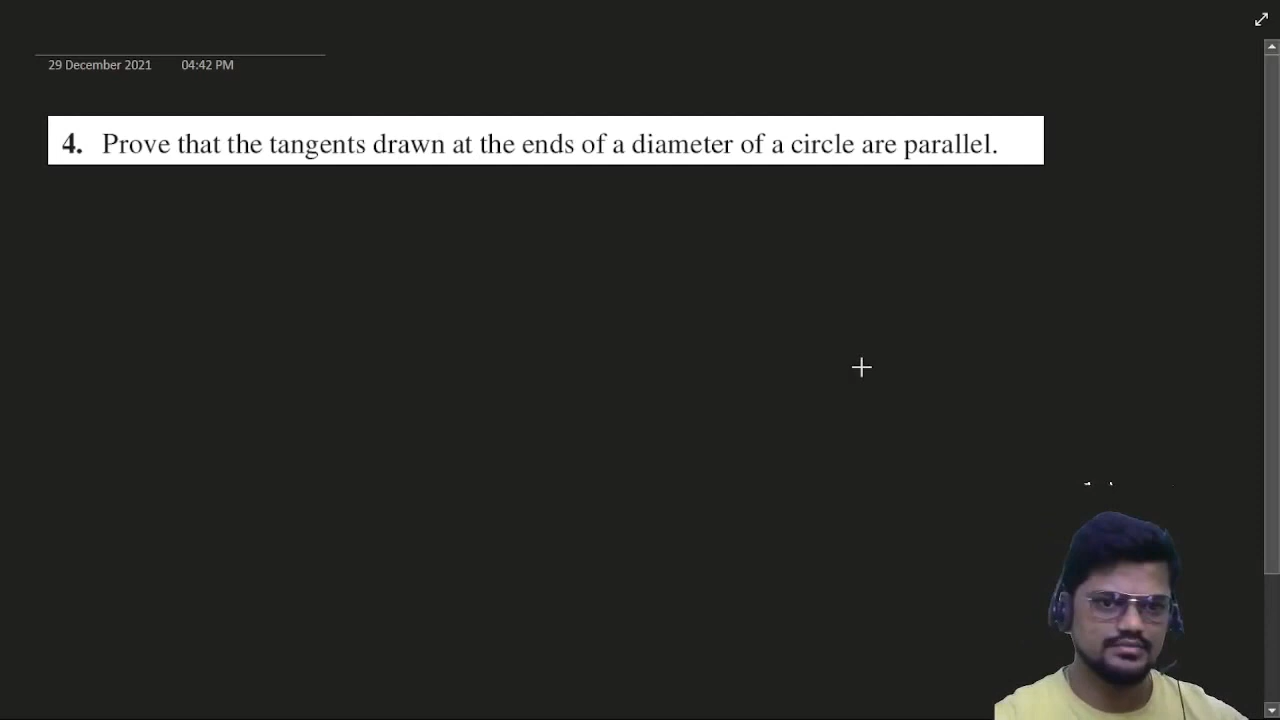 29 December 2021 04:42 PM
4. Prove that the tangents drawn at the ends of a diameter of a circle are parallel.